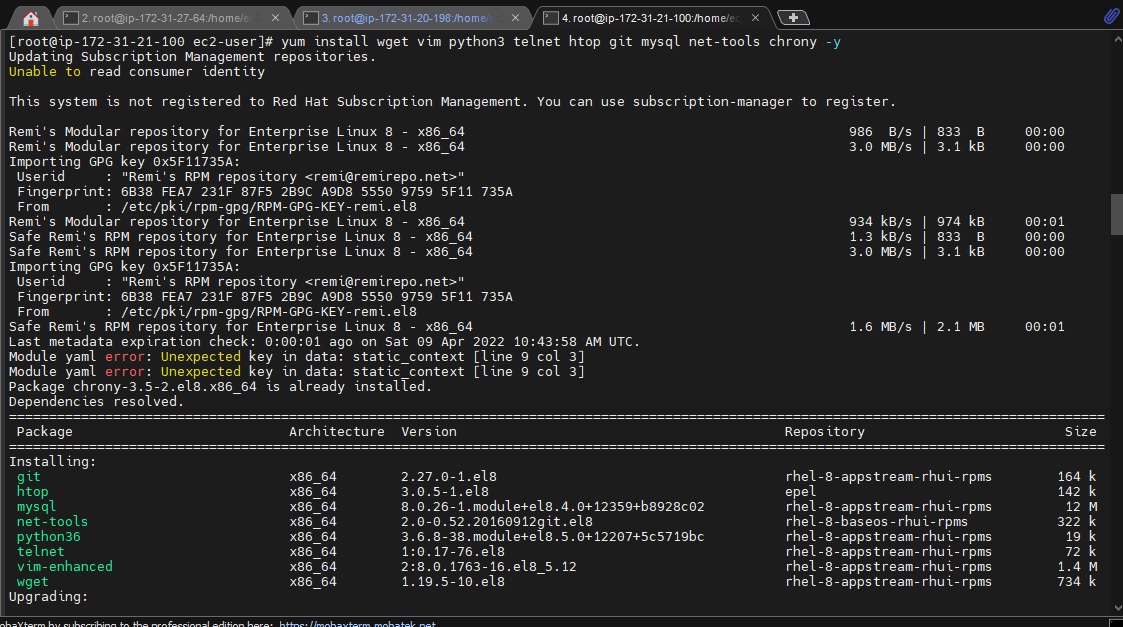 2. root@ip-172-31-27-64:/home/e
3. root@ip-172-31-20-198:/home/
4. root@ip-172-31-21-100:/home/e
[root@ip-172-31-21-100 ec2-user]# yum install wget vim python3 telnet htop git mysql net-tools chrony -y
Updating Subscription Management repositories.
Unable to read consumer identity
This system is not registered to Red Hat Subscription Management. You can use subscription-manager to register.
Remi's Modular repository for Enterprise Linux 8 - x86_64 986  B/s | 833  B 00:00
Remi's Modular repository for Enterprise Linux 8 - x86_64 3.0 MB/s | 3.1 kB 00:00
Importing GPG key 0x5F11735A:
Userid     : "Remi's RPM repository <remi@remirepo.net>"
Fingerprint: 6B38 FEA7 231F 87F5 2B9C A9D8 5550 9759 5F11 735A
From       : /etc/pki/rpm-gpg/RPM-GPG-KEY-remi.el8
Remi's Modular repository for Enterprise Linux 8 - x86_64 934 kB/s | 974 kB 00:01
Safe Remi's RPM repository for Enterprise Linux 8 - x86_64 1.3 kB/s | 833  B 00:00
Safe Remi's RPM repository for Enterprise Linux 8 - x86_64 3.0 MB/s | 3.1 kB 00:00
Importing GPG key 0x5F11735A:
Userid     : "Remi's RPM repository <remi@remirepo.net>"
Fingerprint: 6B38 FEA7 231F 87F5 2B9C A9D8 5550 9759 5F11 735A
From       : /etc/pki/rpm-gpg/RPM-GPG-KEY-remi.el8
Safe Remi's RPM repository for Enterprise Linux 8 - x86_64 1.6 MB/s | 2.1 MB 00:01
Last metadata expiration check: 0:00:01 ago on Sat 09 Apr 2022 10:43:58 AM UTC.
Module yaml error: Unexpected key in data: static_context [line 9 col 3]
Module yaml error: Unexpected key in data: static_context [line 9 col 3]
Package chrony-3.5-2.el8.x86_64 is already installed.
Dependencies resolved.
Package Architecture Version Repository Size
Installing:
git x86_64 2.27.0-1.el8 rhel-8-appstream-rhui-rpms 164 k
htop x86_64 3.0.5-1.el8 epel 142 k
mysql x86_64 8.0.26-1.module+el8.4.0+12359+b8928c02 rhel-8-appstream-rhui-rpms 12 M
net-tools x86_64 2.0-0.52.20160912git.el8 rhel-8-baseos-rhui-rpms 322 k
python36 x86_64 3.6.8-38.module+el8.5.0+12207+5c5719bc rhel-8-appstream-rhui-rpms 19 k
telnet x86_64 1:0.17-76.el8 rhel-8-appstream-rhui-rpms 72 k
vim-enhanced x86_64 2:8.0.1763-16.el8_5.12 rhel-8-appstream-rhui-rpms 1.4 M
wget x86_64 1.19.5-10.el8 rhel-8-appstream-rhui-rpms 734 k
Upgrading:
by subscribing to the professional edition here: https://mobaxterm.mobatek.net